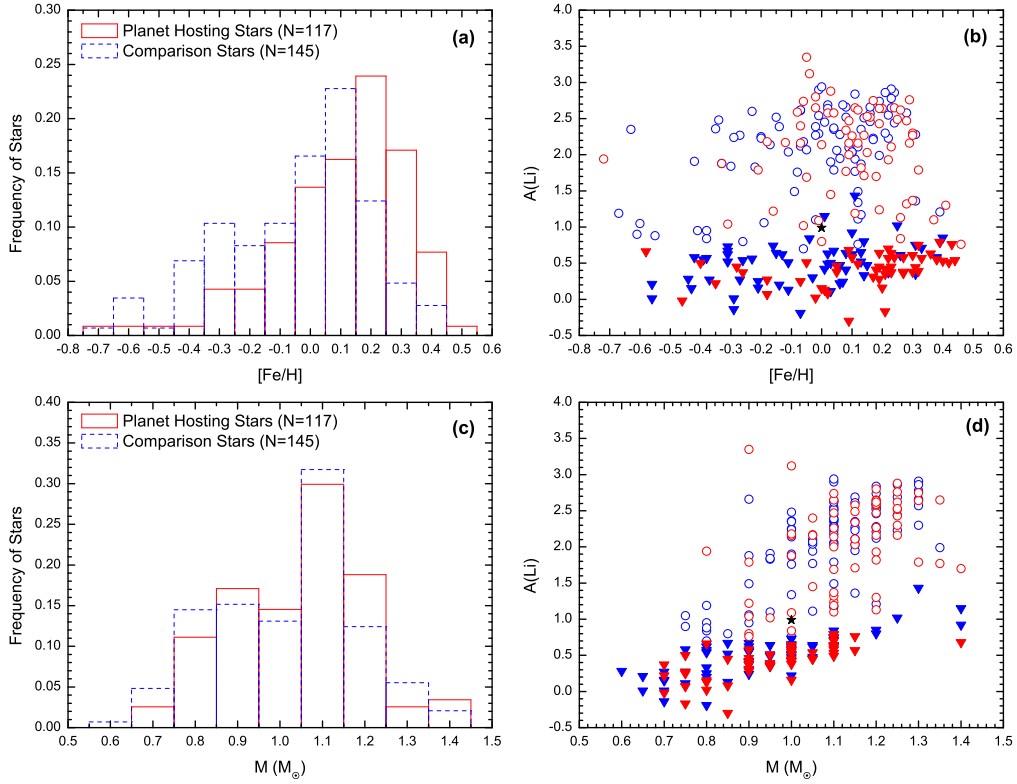 Planet Hosting Stars (N=117)
Comparison Stars (N=145)
(a)
0.30
0.25
0.20
0.15
0.10
0.05
0.00
Frequency of Stars
-0.8 -0.7 -0.6 -0.5 -0.4 -0.3 -0.2 -0.1 0.0 0.1 0.2 0.3 0.4 0.5 0.6
[Fe/H]
(b)
4.0
3.5
3.0
2.5
2.0
1.5
1.0
0.5
0.0
-0.5
A(Li)
-0.8 -0.7 -0.6 -0.5 -0.4 -0.3 -0.2 -0.1 0.0 0.1 0.2 0.3 0.4 0.5 0.6
[Fe/H]
Planet Hosting Stars (N=117)
Comparison Stars (N=145)
(c)
0.40
0.35
0.30
0.25
0.20
0.15
0.10
0.05
0.00
Frequency of Stars
0.5 0.6 0.7 0.8 0.9 1.0 1.1 1.2 1.3 1.4 1.5
M (M☉)
(d)
4.0
3.5
3.0
2.5
2.0
1.5
1.0
0.5
0.0
-0.5
A(Li)
0.5 0.6 0.7 0.8 0.9 1.0 1.1 1.2 1.3 1.4 1.5
M (M☉)